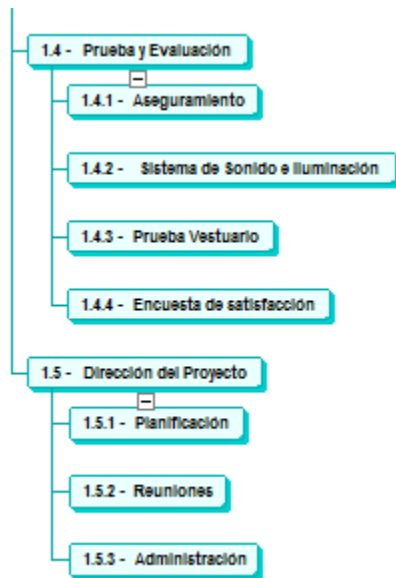 1.4 - Prueba y Evaluación
1.4.1 - Aseguramiento
1.4.2 - Sistema de Sonido e Iluminación
1.4.3 - Prueba Vestuario
1.4.4 - Encuesta de satisfacción
1.5 - Dirección del Proyecto
1.5.1 - Planificación
1.5.2 - Reuniones
1.5.3 - Administración